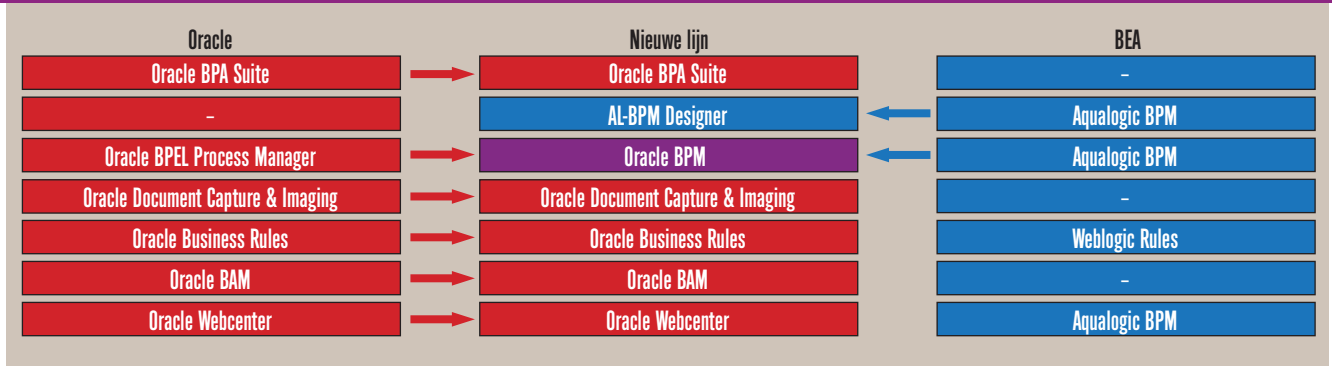 Oracle Nieuwe lijn BEA
Oracle BPA Suite Oracle BPA Suite –
– AL-BPM Designer Aqualogic BPM
Oracle BPEL Process Manager Oracle BPM Aqualogic BPM
Oracle Document Capture & Imaging Oracle Document Capture & Imaging –
Oracle Business Rules Oracle Business Rules Weblogic Rules
Oracle BAM Oracle BAM –
Oracle Webcenter Oracle Webcenter Aqualogic BPM